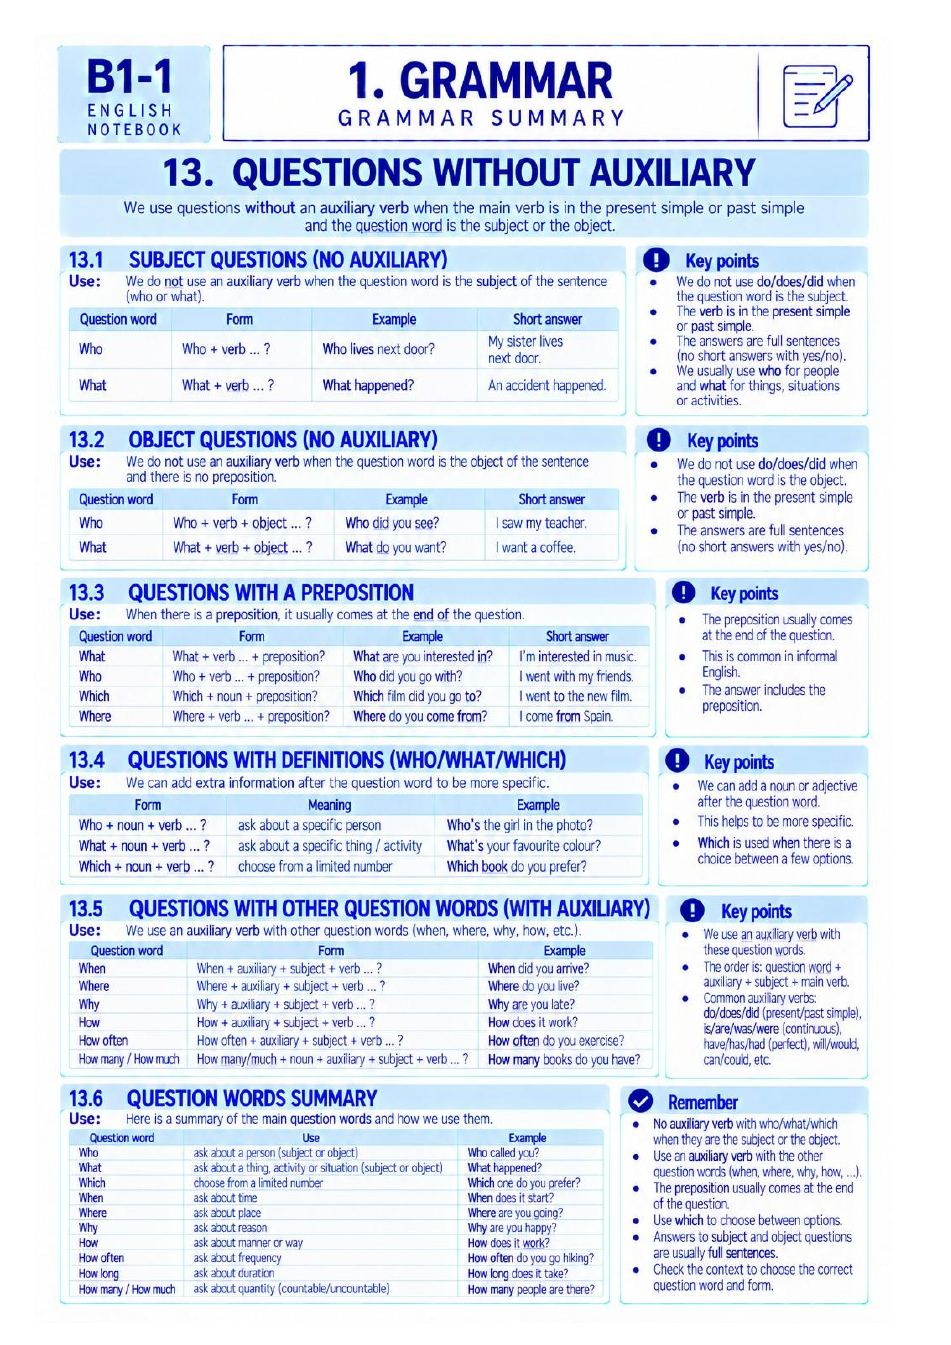 B1-1
ENGLISH
NOTEBOOK
1. GRAMMAR
GRAMMAR SUMMARY
13. QUESTIONS WITHOUT AUXILIARY
We use questions without an auxiliary verb when the main verb is in the present simple or past simple
and the question word is the subject or the object.
13.1 SUBJECT QUESTIONS (NO AUXILIARY)
Use: We do not use an auxiliary verb when the question word is the subject of the sentence
(who or what).
Question word Form Example Short answer
Who Who + verb ... ? Who lives next door? My sister lives
next door.
What What + verb ... ? What happened? An accident happened.
! Key points
• We do not use do/does/did when
the question word is the subject.
• The verb is in the present simple
or past simple.
• The answers are full sentences
(no short answers with yes/no).
• We usually use who for people
and what for things, situations
or activities.
13.2 OBJECT QUESTIONS (NO AUXILIARY)
Use: We do not use an auxiliary verb when the question word is the object of the sentence
and there is no preposition.
Question word Form Example Short answer
Who Who + verb + object ... ? Who did you see? I saw my teacher.
What What + verb + object ... ? What do you want? I want a coffee.
! Key points
• We do not use do/does/did when
the question word is the object.
• The verb is in the present simple
or past simple.
• The answers are full sentences
(no short answers with yes/no).
13.3 QUESTIONS WITH A PREPOSITION
Use: When there is a preposition, it usually comes at the end of the question.
Question word Form Example Short answer
What What + verb ... + preposition? What are you interested in? I'm interested in music.
Who Who + verb ... + preposition? Who did you go with? I went with my friends.
Which Which + noun + preposition? Which film did you go to? I went to the new film.
Where Where + verb ... + preposition? Where do you come from? I come from Spain.
! Key points
• The preposition usually comes
at the end of the question.
• This is common in informal
English.
• The answer includes the
preposition.
13.4 QUESTIONS WITH DEFINITIONS (WHO/WHAT/WHICH)
Use: We can add extra information after the question word to be more specific.
Form Meaning Example
Who + noun + verb ... ? ask about a specific person Who's the girl in the photo?
What + noun + verb ... ? ask about a specific thing / activity What's your favourite colour?
Which + noun + verb ... ? choose from a limited number Which book do you prefer?
! Key points
• We can add a noun or adjective
after the question word.
• This helps to be more specific.
• Which is used when there is a
choice between a few options.
13.5 QUESTIONS WITH OTHER QUESTION WORDS (WITH AUXILIARY)
Use: We use an auxiliary verb with other question words (when, where, why, how, etc.).
Question word Form Example
When When + auxiliary + subject + verb ... ? When did you arrive?
Where Where + auxiliary + subject + verb ... ? Where do you live?
Why Why + auxiliary + subject + verb ... ? Why are you late?
How How + auxiliary + subject + verb ... ? How does it work?
How often How often + auxiliary + subject + verb ... ? How often do you exercise?
How many / How much How many/much + noun + auxiliary + subject + verb ... ? How many books do you have?
! Key points
• We use an auxiliary verb with
these question words.
• The order is: question word +
auxiliary + subject + main verb.
• Common auxiliary verbs:
do/does/did (present/past simple),
is/are/was/were (continuous),
have/has/had (perfect), will/would,
can/could, etc.
13.6 QUESTION WORDS SUMMARY
Use: Here is a summary of the main question words and how we use them.
Question word Use Example
Who ask about a person (subject or object) Who called you?
What ask about a thing, activity or situation (subject or object) What happened?
Which choose from a limited number Which one do you prefer?
When ask about time When does it start?
Where ask about place Where are you going?
Why ask about reason Why are you happy?
How ask about manner or way How does it work?
How often ask about frequency How often do you go hiking?
How long ask about duration How long does it take?
How many / How much ask about quantity (countable/uncountable) How many people are there?
Remember
• No auxiliary verb with who/what/which
when they are the subject or the object.
• Use an auxiliary verb with the other
question words (when, where, why, how, ...).
• The preposition usually comes at the end
of the question.
• Use which to choose between options.
• Answers to subject and object questions
are usually full sentences.
• Check the context to choose the correct
question word and form.